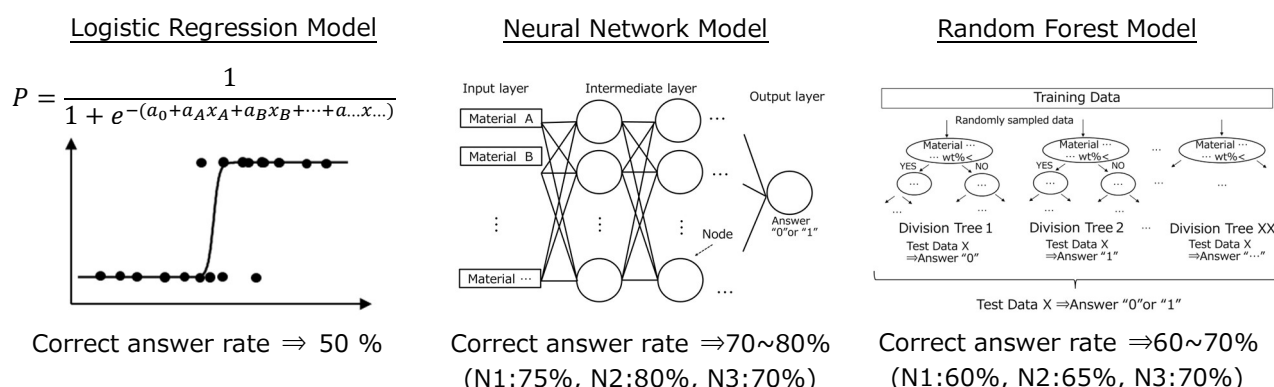 Logistic Regression Model
P = 1 / 1 + e^−(a0+aAxA+aBxB+⋯+a…x…)
Correct answer rate ⇒ 50 %
Neural Network Model
Input layer
Intermediate layer
Output layer
Material A
Material B
Material …
Node
Answer
“0”or “1”
Correct answer rate ⇒70~80%
(N1:75%, N2:80%, N3:70%)
Random Forest Model
Training Data
Randomly sampled data
Material …
… wt%<
YES
NO
…
…
…
…
Division Tree 1
Test Data X
⇒Answer “0”
Material …
… wt%<
YES
NO
…
…
…
…
Division Tree 2
Test Data X
⇒Answer “1”
…
…
Material …
… wt%<
…
…
Division Tree XX
Test Data X
⇒Answer “…”
Test Data X ⇒Answer “0”or “1”
Correct answer rate ⇒60~70%
(N1:60%, N2:65%, N3:70%)